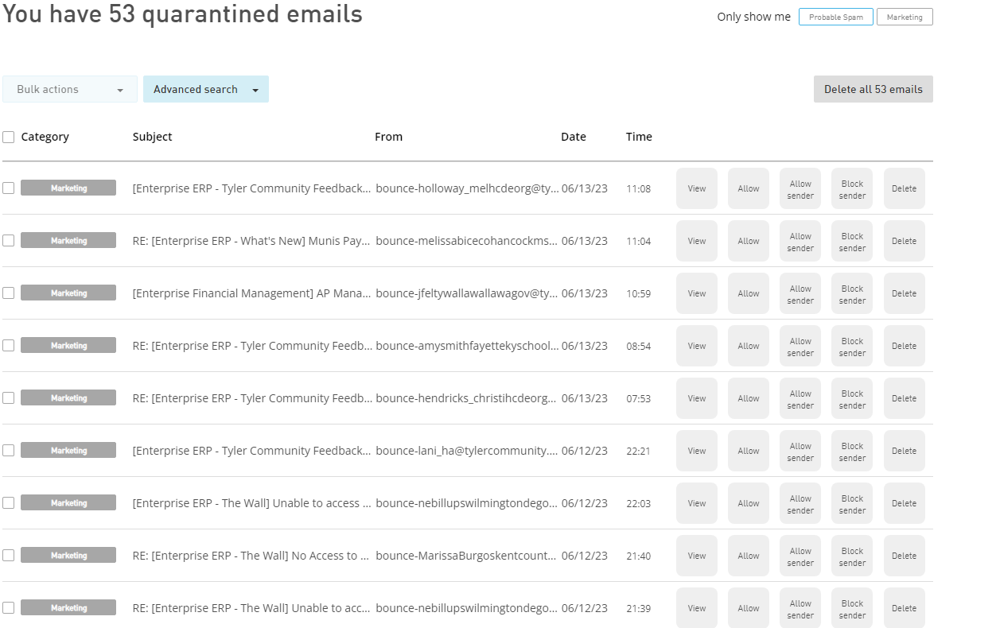 You have 53 quarantined emails
Only show me Probable Spam Marketing
Bulk actions Advanced search Delete all 53 emails
Category Subject From Date Time
Marketing [Enterprise ERP - Tyler Community Feedback... bounce-holloway_melhcdeorg@ty... 06/13/23 11:08 View Allow Allow sender Block sender Delete
Marketing RE: [Enterprise ERP - What's New] Munis Pay... bounce-melissabicecohancockms... 06/13/23 11:04 View Allow Allow sender Block sender Delete
Marketing [Enterprise Financial Management] AP Mana... bounce-jfeltywallawallawagov@ty... 06/13/23 10:59 View Allow Allow sender Block sender Delete
Marketing RE: [Enterprise ERP - Tyler Community Feedb... bounce-amysmithfayettekyschool... 06/13/23 08:54 View Allow Allow sender Block sender Delete
Marketing RE: [Enterprise ERP - Tyler Community Feedb... bounce-hendricks_christihcdeorg... 06/13/23 07:53 View Allow Allow sender Block sender Delete
Marketing [Enterprise ERP - Tyler Community Feedback... bounce-lani_ha@tylercommunity.... 06/12/23 22:21 View Allow Allow sender Block sender Delete
Marketing [Enterprise ERP - The Wall] Unable to access ... bounce-nebillupswilmingtondego... 06/12/23 22:03 View Allow Allow sender Block sender Delete
Marketing RE: [Enterprise ERP - The Wall] No Access to ... bounce-MarissaBurgoskentcount... 06/12/23 21:40 View Allow Allow sender Block sender Delete
Marketing RE: [Enterprise ERP - The Wall] Unable to acc... bounce-nebillupswilmingtondego... 06/12/23 21:39 View Allow Allow sender Block sender Delete